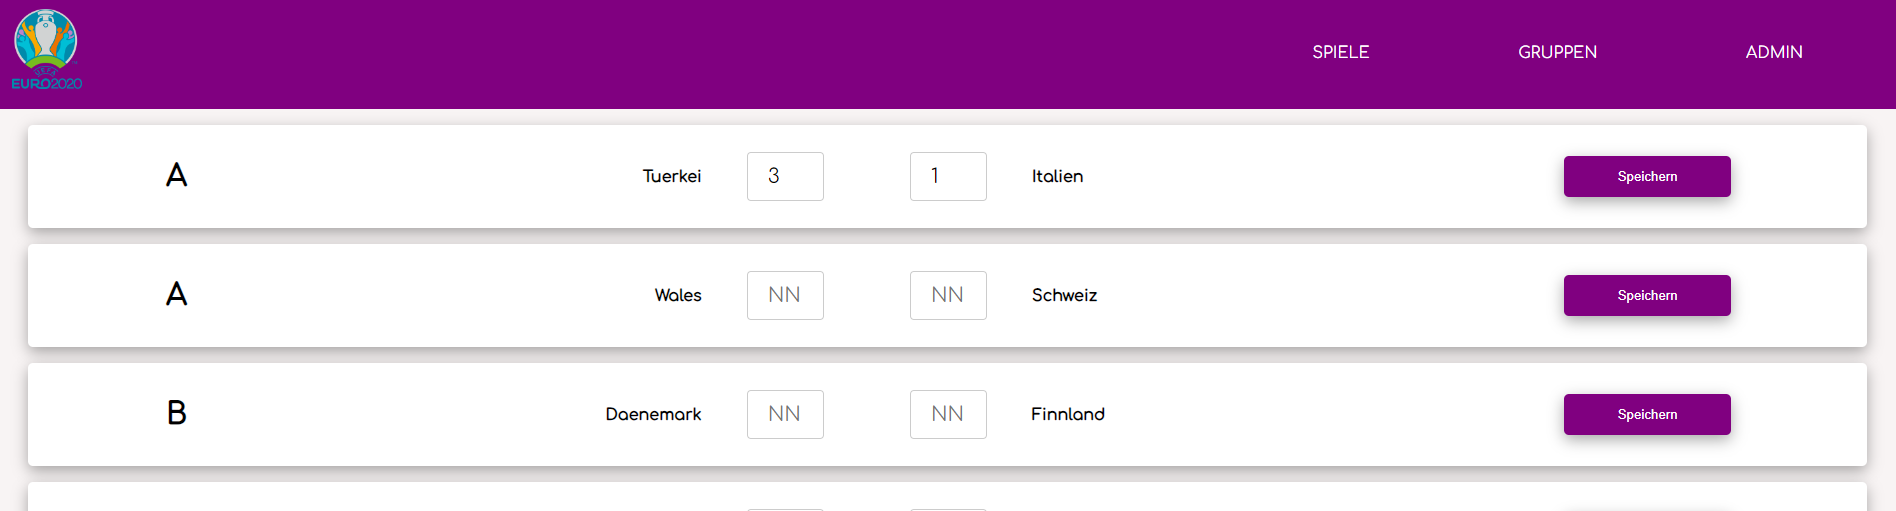 UEFA
EURO2020
SPIELE GRUPPEN ADMIN
A Tuerkei 3 1 Italien Speichern
A Wales NN NN Schweiz Speichern
B Daenemark NN NN Finnland Speichern